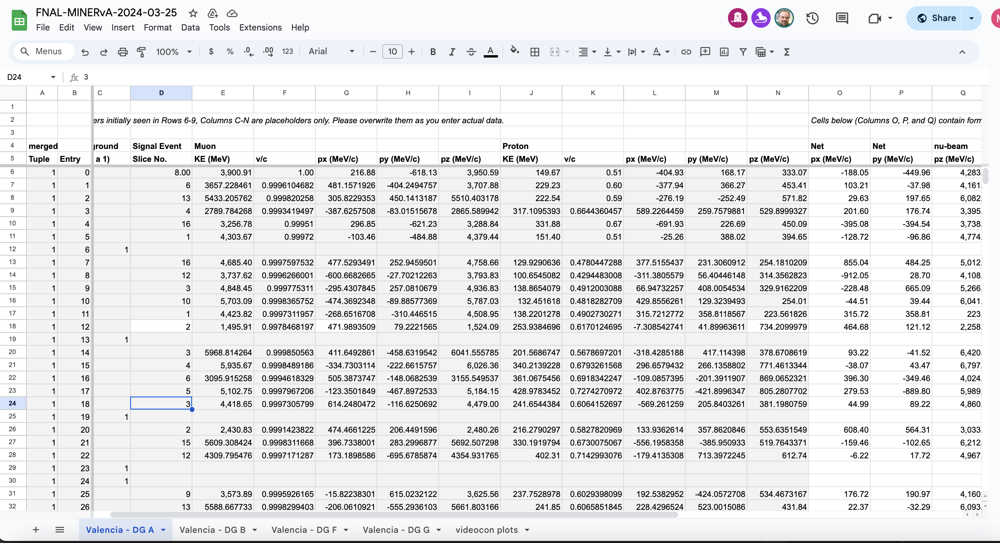 FNAL-MINERvA-2024-03-25
File Edit View Insert Format Data Tools Extensions Help
Share
Menus 100% $ % .0 .00 123 Arial 10 B I A Σ
D24 fx 3
A B C D E F G H I J K L M N O P Q
1
2 ers initially seen in Rows 6-9, Columns C-N are placeholders only. Please overwrite them as you enter actual data. Cells below (Columns O, P, and Q) contain form
3
4 merged ground Signal Event Muon Proton Net Net nu-beam
5 Tuple Entry a 1) Slice No. KE (MeV) v/c px (MeV/c) py (MeV/c) pz (MeV/c) KE (MeV) v/c px (MeV/c) py (MeV/c) pz (MeV/c) px (MeV/c) py (MeV/c) pz (MeV/c)
6 1 0 8.00 3,900.91 1.00 216.88 -618.13 3,950.59 149.67 0.51 -404.93 168.17 333.07 -188.05 -449.96 4,283.
7 1 1 6 3657.228461 0.9996104682 481.1571926 -404.2494757 3,707.88 229.23 0.60 -377.94 366.27 453.41 103.21 -37.98 4,161.
8 1 2 13 5433.205762 0.999820258 305.8229353 450.1413187 5510.403178 222.54 0.59 -276.19 -252.49 571.82 29.63 197.65 6,082.
9 1 3 4 2789.784268 0.9993419497 -387.6257508 -83.01515678 2865.589942 317.1095393 0.6644360457 589.2264459 259.7579881 529.8999327 201.60 176.74 3,395.
10 1 4 16 3,256.78 0.99951 296.85 -621.23 3,288.84 331.88 0.67 -691.93 226.69 450.09 -395.08 -394.54 3,738.
11 1 5 1 4,303.67 0.99972 -103.46 -484.88 4,379.44 151.40 0.51 -25.26 388.02 394.65 -128.72 -96.86 4,774.
12 1 6 1
13 1 7 16 4,685.40 0.9997597532 477.5293491 252.9459501 4,758.66 129.9290636 0.4780447288 377.5155437 231.3060912 254.1810209 855.04 484.25 5,012.
14 1 8 12 3,737.62 0.9996266001 -600.6682665 -27.70212263 3,793.83 100.6545082 0.4294483008 -311.3805579 56.40446148 314.3562823 -912.05 28.70 4,108.
15 1 9 3 4,848.45 0.999775311 -295.4307845 257.0810679 4,936.83 138.8654079 0.4912003088 66.94732257 408.0054534 329.9162209 -228.48 665.09 5,266.
16 1 10 10 5,703.09 0.9998365752 -474.3692348 -89.88577369 5,787.03 132.451618 0.4818282709 429.8556261 129.3239493 254.01 -44.51 39.44 6,041.
17 1 11 1 4,423.82 0.9997311957 -268.6516708 -310.446515 4,508.95 138.2201278 0.4902730271 315.7212772 358.8118567 223.561826 315.72 358.81 223.
18 1 12 2 1,495.91 0.9978468197 471.9893509 79.2221565 1,524.09 253.9384696 0.6170124695 -7.308542741 41.89963611 734.2099979 464.68 121.12 2,258.
19 1 13 1
20 1 14 3 5968.814264 0.999850563 411.6492861 -458.6319542 6041.555785 201.5686747 0.5678697201 -318.4285188 417.114398 378.6708619 93.22 -41.52 6,420.
21 1 15 4 5,935.67 0.9998489186 -334.7303114 -222.6615757 6,026.36 340.2139228 0.6793261568 296.6579432 266.1358802 771.4613344 -38.07 43.47 6,797.
22 1 16 6 3095.915258 0.9994618329 505.3873747 -148.0682539 3155.549537 361.0675456 0.6918342247 -109.0857395 -201.3911907 869.0652321 396.30 -349.46 4,024.
23 1 17 5 5,102.75 0.9997967206 -123.3501849 -467.8972533 5,184.15 428.9783452 0.7274270972 402.8763775 -421.8996347 805.2807702 279.53 -889.80 5,989.
24 1 18 3 4,418.65 0.9997305799 614.2480472 -116.6250692 4,479.00 241.6544384 0.6064152697 -569.261259 205.8403261 381.1980759 44.99 89.22 4,860.
25 1 19 1
26 1 20 2 2,430.83 0.9991423822 474.4661225 206.4491596 2,480.26 216.2790297 0.5827820969 133.9362614 357.8620846 553.6351549 608.40 564.31 3,033.
27 1 21 15 5609.308424 0.9998311668 396.7338001 283.2996877 5692.507298 330.1919794 0.6730075067 -556.1958358 -385.950933 519.7643371 -159.46 -102.65 6,212.
28 1 22 12 4309.795476 0.9997171287 173.1898586 -695.6785874 4354.931765 402.31 0.7142993076 -179.4135308 713.3972245 612.74 -6.22 17.72 4,967.
29 1 23 1
30 1 24 1
31 1 25 9 3,573.89 0.9995926165 -15.82238301 615.0232122 3,625.56 237.7528978 0.6029398099 192.5382952 -424.0572708 534.4673167 176.72 190.97 4,160.
32 1 26 13 5588.667733 0.9998299403 -206.0610921 -555.2936103 5661.803166 241.85 0.6065851845 228.4296524 523.0015086 431.84 22.37 -32.29 6,093.
Valencia - DG A Valencia - DG B Valencia - DG F Valencia - DG G videocon plots